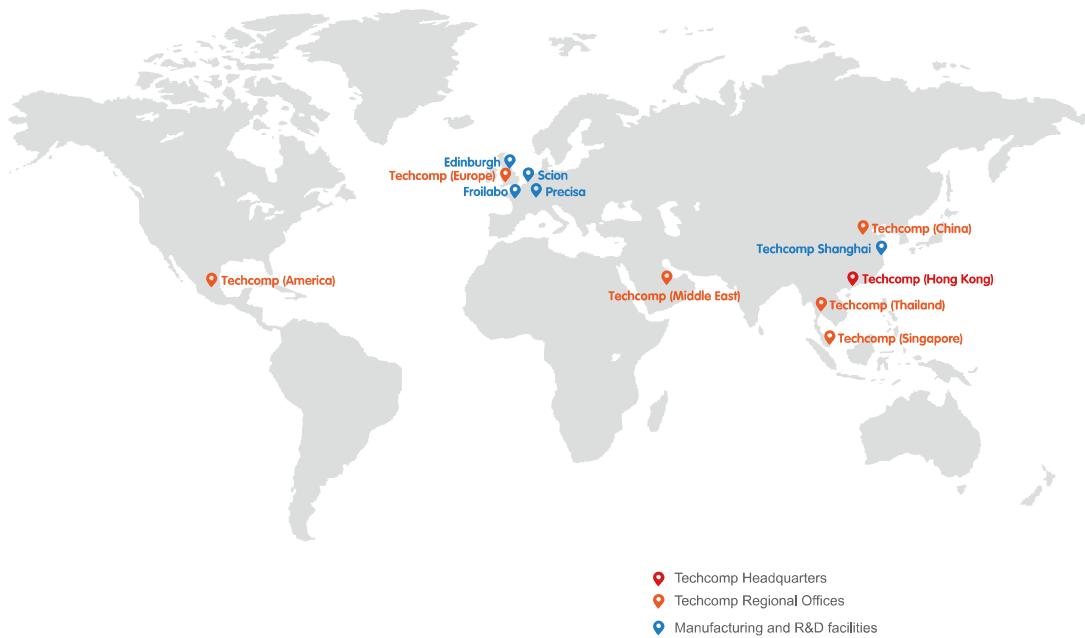 Edinburgh
Techcomp (Europe)
Scion
Froilabo
Precisa
Techcomp (China)
Techcomp Shanghai
Techcomp (America)
Techcomp (Middle East)
Techcomp (Hong Kong)
Techcomp (Thailand)
Techcomp (Singapore)
Techcomp Headquarters
Techcomp Regional Offices
Manufacturing and R&D facilities